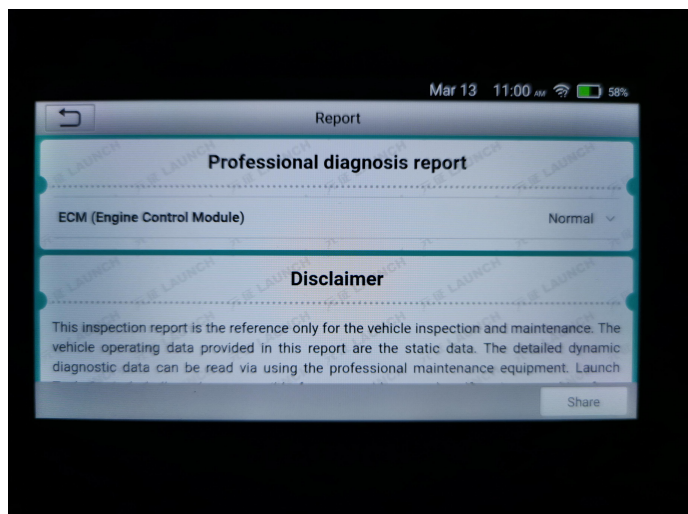 Mar 13 11:00 AM 58%
Report
Professional diagnosis report
ECM (Engine Control Module) Normal
Disclaimer
This inspection report is the reference only for the vehicle inspection and maintenance. The
vehicle operating data provided in this report are the static data. The detailed dynamic
diagnostic data can be read via using the professional maintenance equipment. Launch
Share